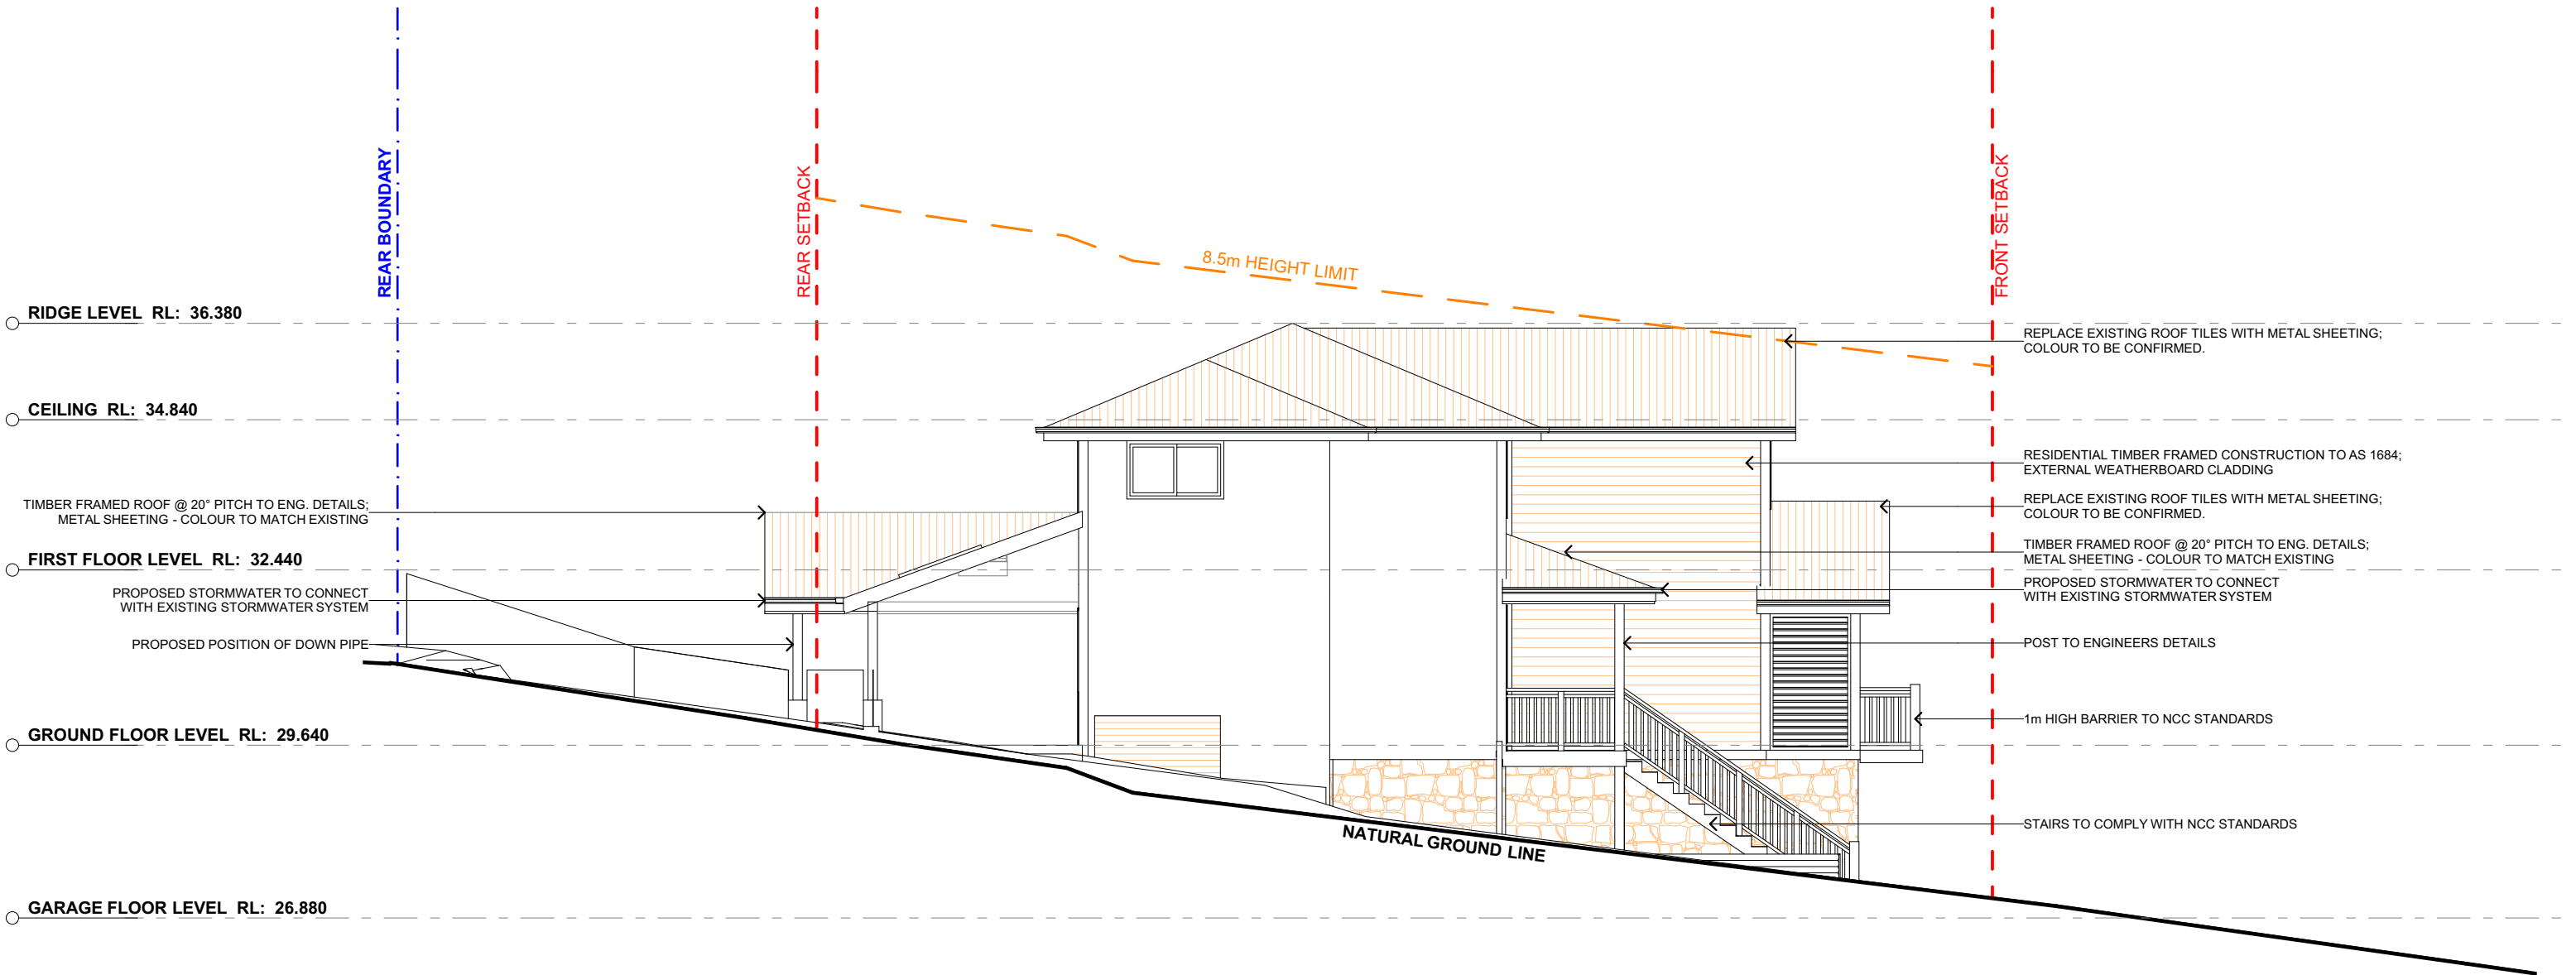 REAR BOUNDARY
REAR SETBACK
8.5m HEIGHT LIMIT
FRONT SETBACK
RIDGE LEVEL RL: 36.380
CEILING RL: 34.840
TIMBER FRAMED ROOF @ 20° PITCH TO ENG. DETAILS;
METAL SHEETING - COLOUR TO MATCH EXISTING
FIRST FLOOR LEVEL RL: 32.440
PROPOSED STORMWATER TO CONNECT
WITH EXISTING STORMWATER SYSTEM
PROPOSED POSITION OF DOWN PIPE
GROUND FLOOR LEVEL RL: 29.640
GARAGE FLOOR LEVEL RL: 26.880
NATURAL GROUND LINE
REPLACE EXISTING ROOF TILES WITH METAL SHEETING;
COLOUR TO BE CONFIRMED.
RESIDENTIAL TIMBER FRAMED CONSTRUCTION TO AS 1684;
EXTERNAL WEATHERBOARD CLADDING
REPLACE EXISTING ROOF TILES WITH METAL SHEETING;
COLOUR TO BE CONFIRMED.
TIMBER FRAMED ROOF @ 20° PITCH TO ENG. DETAILS;
METAL SHEETING - COLOUR TO MATCH EXISTING
PROPOSED STORMWATER TO CONNECT
WITH EXISTING STORMWATER SYSTEM
POST TO ENGINEERS DETAILS
1m HIGH BARRIER TO NCC STANDARDS
STAIRS TO COMPLY WITH NCC STANDARDS